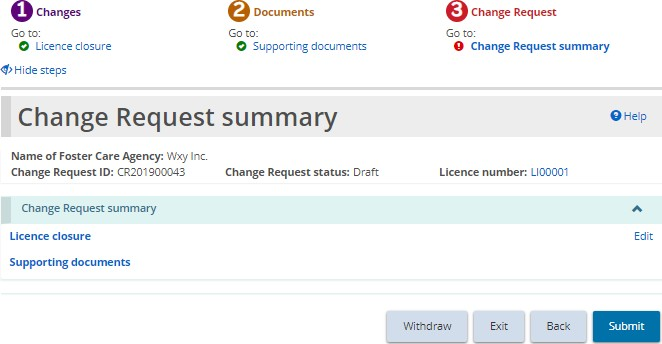 1 Changes 2 Documents 3 Change Request
Go to: Go to: Go to:
Licence closure Supporting documents Change Request summary
Hide steps
Change Request summary Help
Name of Foster Care Agency: Wxy Inc.
Change Request ID: CR201900043 Change Request status: Draft Licence number: LI00001
Change Request summary
Licence closure Edit
Supporting documents
Withdraw Exit Back Submit